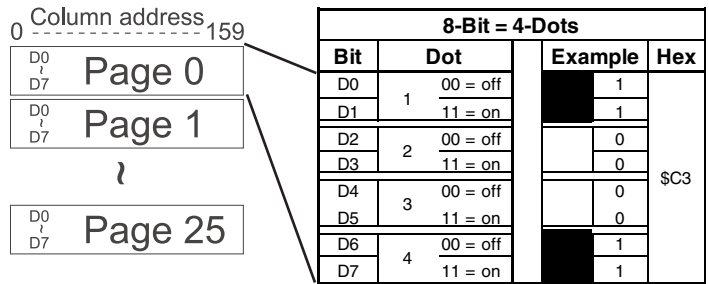 Column address
0 - - - - - - - - - - - - - - 159
D0
~
D7
Page 0
D0
~
D7
Page 1
~
D0
~
D7
Page 25
8-Bit = 4-Dots
Bit Dot Example Hex
D0 1 00 = off 1
D1 11 = on 1
D2 2 00 = off 0
D3 11 = on 0
$C3
D4 3 00 = off 0
D5 11 = on 0
D6 4 00 = off 1
D7 11 = on 1